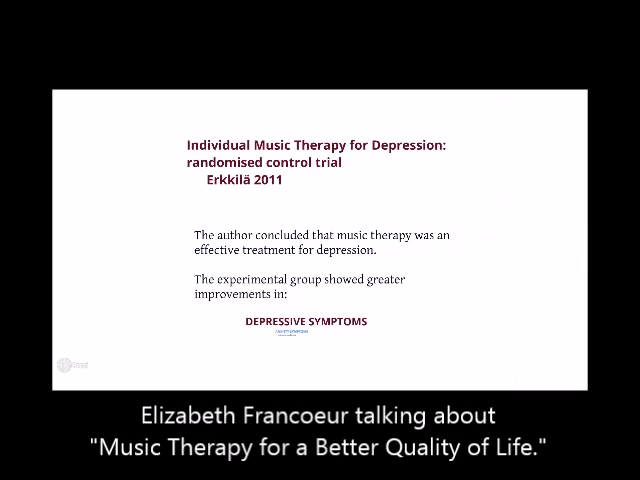 Individual Music Therapy for Depression:
randomised control trial
Erkkilä 2011
The author concluded that music therapy was an
effective treatment for depression.
The experimental group showed greater
improvements in:
DEPRESSIVE SYMPTOMS
ANXIETY SYMPTOMS
Elizabeth Francoeur talking about
"Music Therapy for a Better Quality of Life."